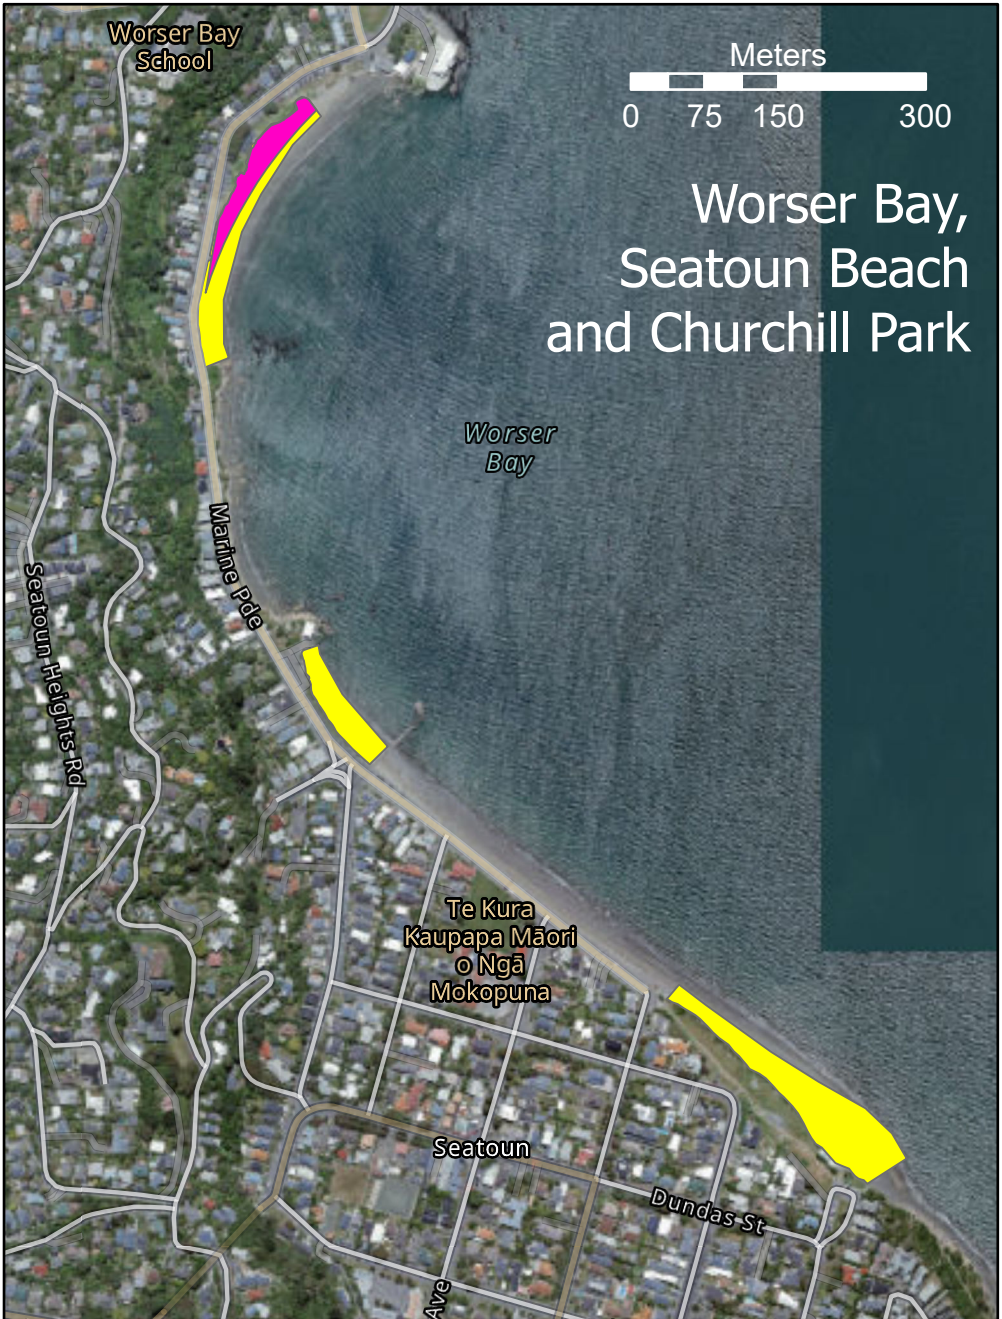 Worser Bay
School
Meters
0 75 150 300
Worser Bay,
Seatoun Beach
and Churchill Park
Worser
Bay
Marine Pde
Seatoun Heights Rd
Te Kura
Kaupapa Māori
o Ngā
Mokopuna
Seatoun
Dundas St
Ave